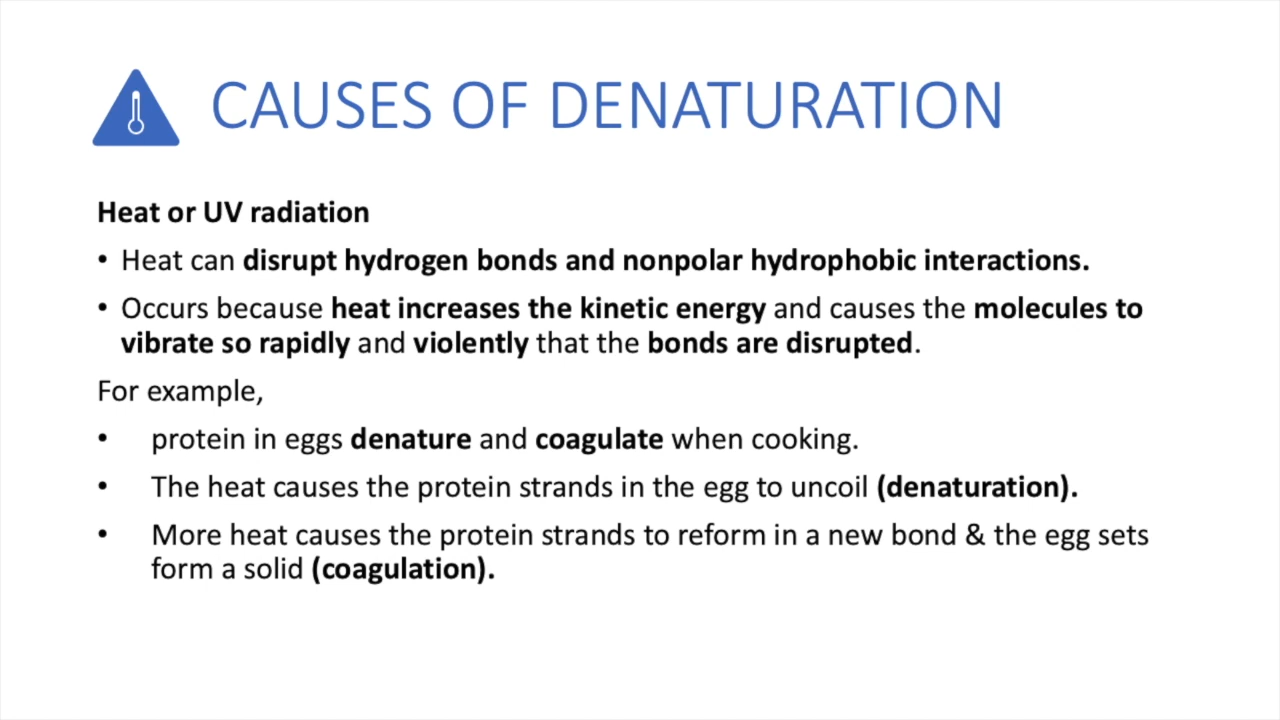 CAUSES OF DENATURATION
Heat or UV radiation
• Heat can disrupt hydrogen bonds and nonpolar hydrophobic interactions.
• Occurs because heat increases the kinetic energy and causes the molecules to
vibrate so rapidly and violently that the bonds are disrupted.
For example,
• protein in eggs denature and coagulate when cooking.
• The heat causes the protein strands in the egg to uncoil (denaturation).
• More heat causes the protein strands to reform in a new bond & the egg sets
form a solid (coagulation).